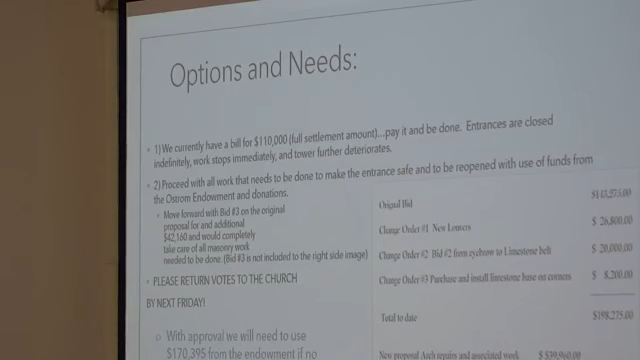 Options and Needs:
1) We currently have a bill for $110,000 (full settlement amount)...pay it and be done. Entrances are closed
indefinitely, work stops immediately, and tower further deteriorates.
2) Proceed with all work that needs to be done to make the entrance safe and to be reopened with use of funds from
the Ostrom Endowment and donations.
Move forward with Bid #3 on the original
proposal for and additional
$42,160 and would completely
take care of all masonry work
needed to be done. (Bid #3 is not included to the right side image)
PLEASE RETURN VOTES TO THE CHURCH
BY NEXT FRIDAY!
With approval we will need to use
$170,395 from the endowment if no
Original Bid $143,275.00
Change Order #1 New Louvers $ 26,800.00
Change Order #2 Bid #2 from eyebrow to Limestone belt $ 20,000.00
Change Order #3 Purchase and install limestone base on corners $ 8,200.00
Total to date $198,275.00
New proposal Arch repairs and associated work